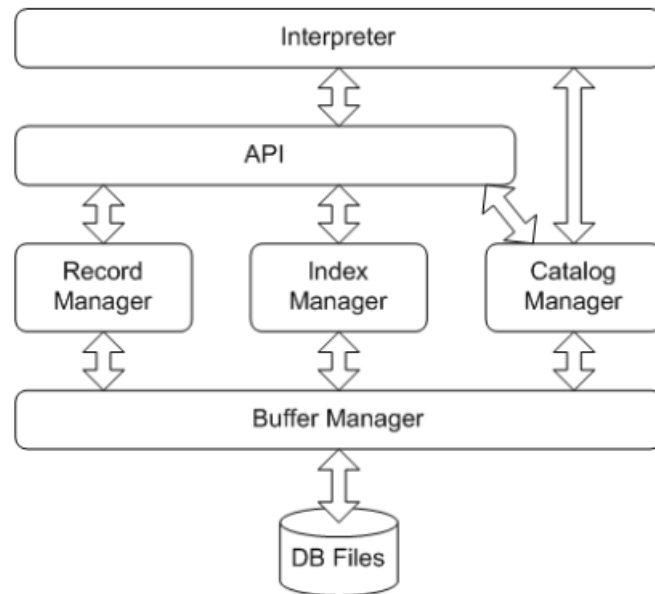 Interpreter
API
Record
Manager
Index
Manager
Catalog
Manager
Buffer Manager
DB Files